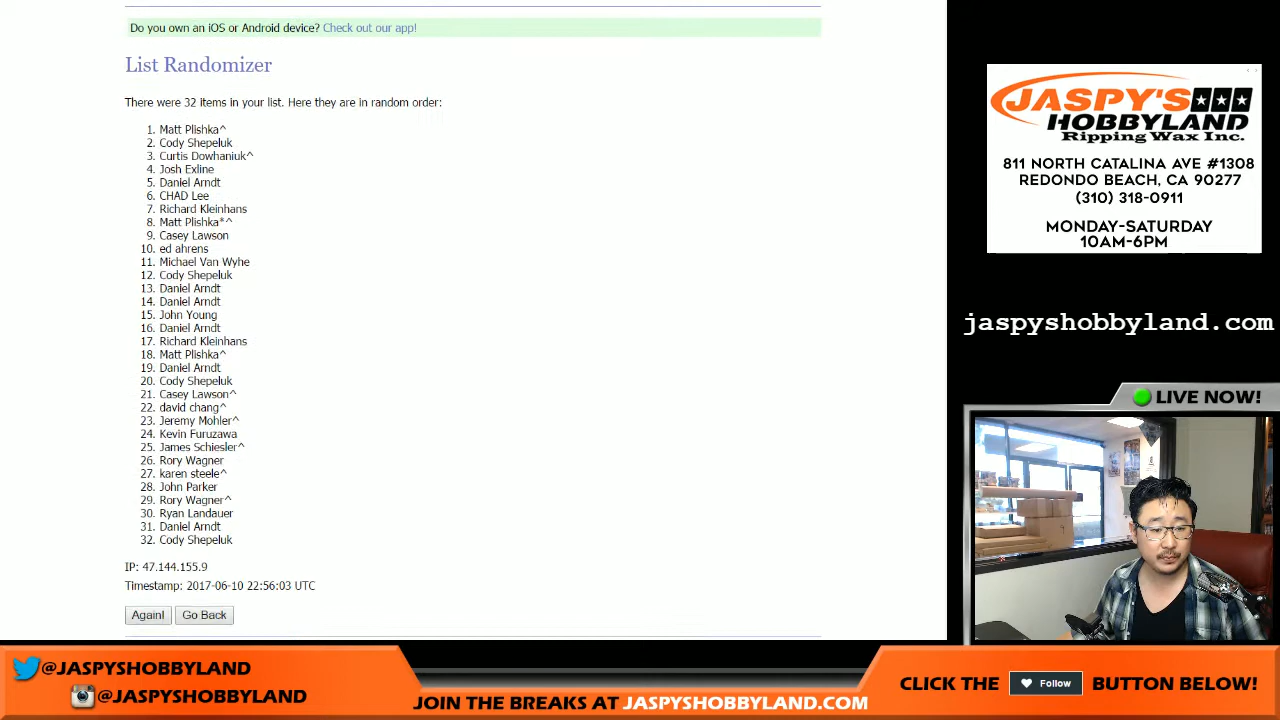 Do you own an iOS or Android device? Check out our app!
List Randomizer
There were 32 items in your list. Here they are in random order:
1. Matt Plishka^
2. Cody Shepeluk
3. Curtis Dowhaniuk^
4. Josh Exline
5. Daniel Arndt
6. CHAD Lee
7. Richard Kleinhans
8. Matt Plishka*^
9. Casey Lawson
10. ed ahrens
11. Michael Van Wyhe
12. Cody Shepeluk
13. Daniel Arndt
14. Daniel Arndt
15. John Young
16. Daniel Arndt
17. Richard Kleinhans
18. Matt Plishka^
19. Daniel Arndt
20. Cody Shepeluk
21. Casey Lawson^
22. david chang^
23. Jeremy Mohler^
24. Kevin Furuzawa
25. James Schiesler^
26. Rory Wagner
27. karen steele^
28. John Parker
29. Rory Wagner^
30. Ryan Landauer
31. Daniel Arndt
32. Cody Shepeluk
IP: 47.144.155.9
Timestamp: 2017-06-10 22:56:03 UTC
Again!
Go Back
JASPY'S
HOBBYLAND
Ripping Wax Inc.
811 NORTH CATALINA AVE #1308
REDONDO BEACH, CA 90277
(310) 318-0911
MONDAY-SATURDAY
10AM-6PM
jaspyshobbyland.com
LIVE NOW!
@JASPYSHOBBYLAND
@JASPYSHOBBYLAND
JOIN THE BREAKS AT JASPYSHOBBYLAND.COM
CLICK THE Follow BUTTON BELOW!